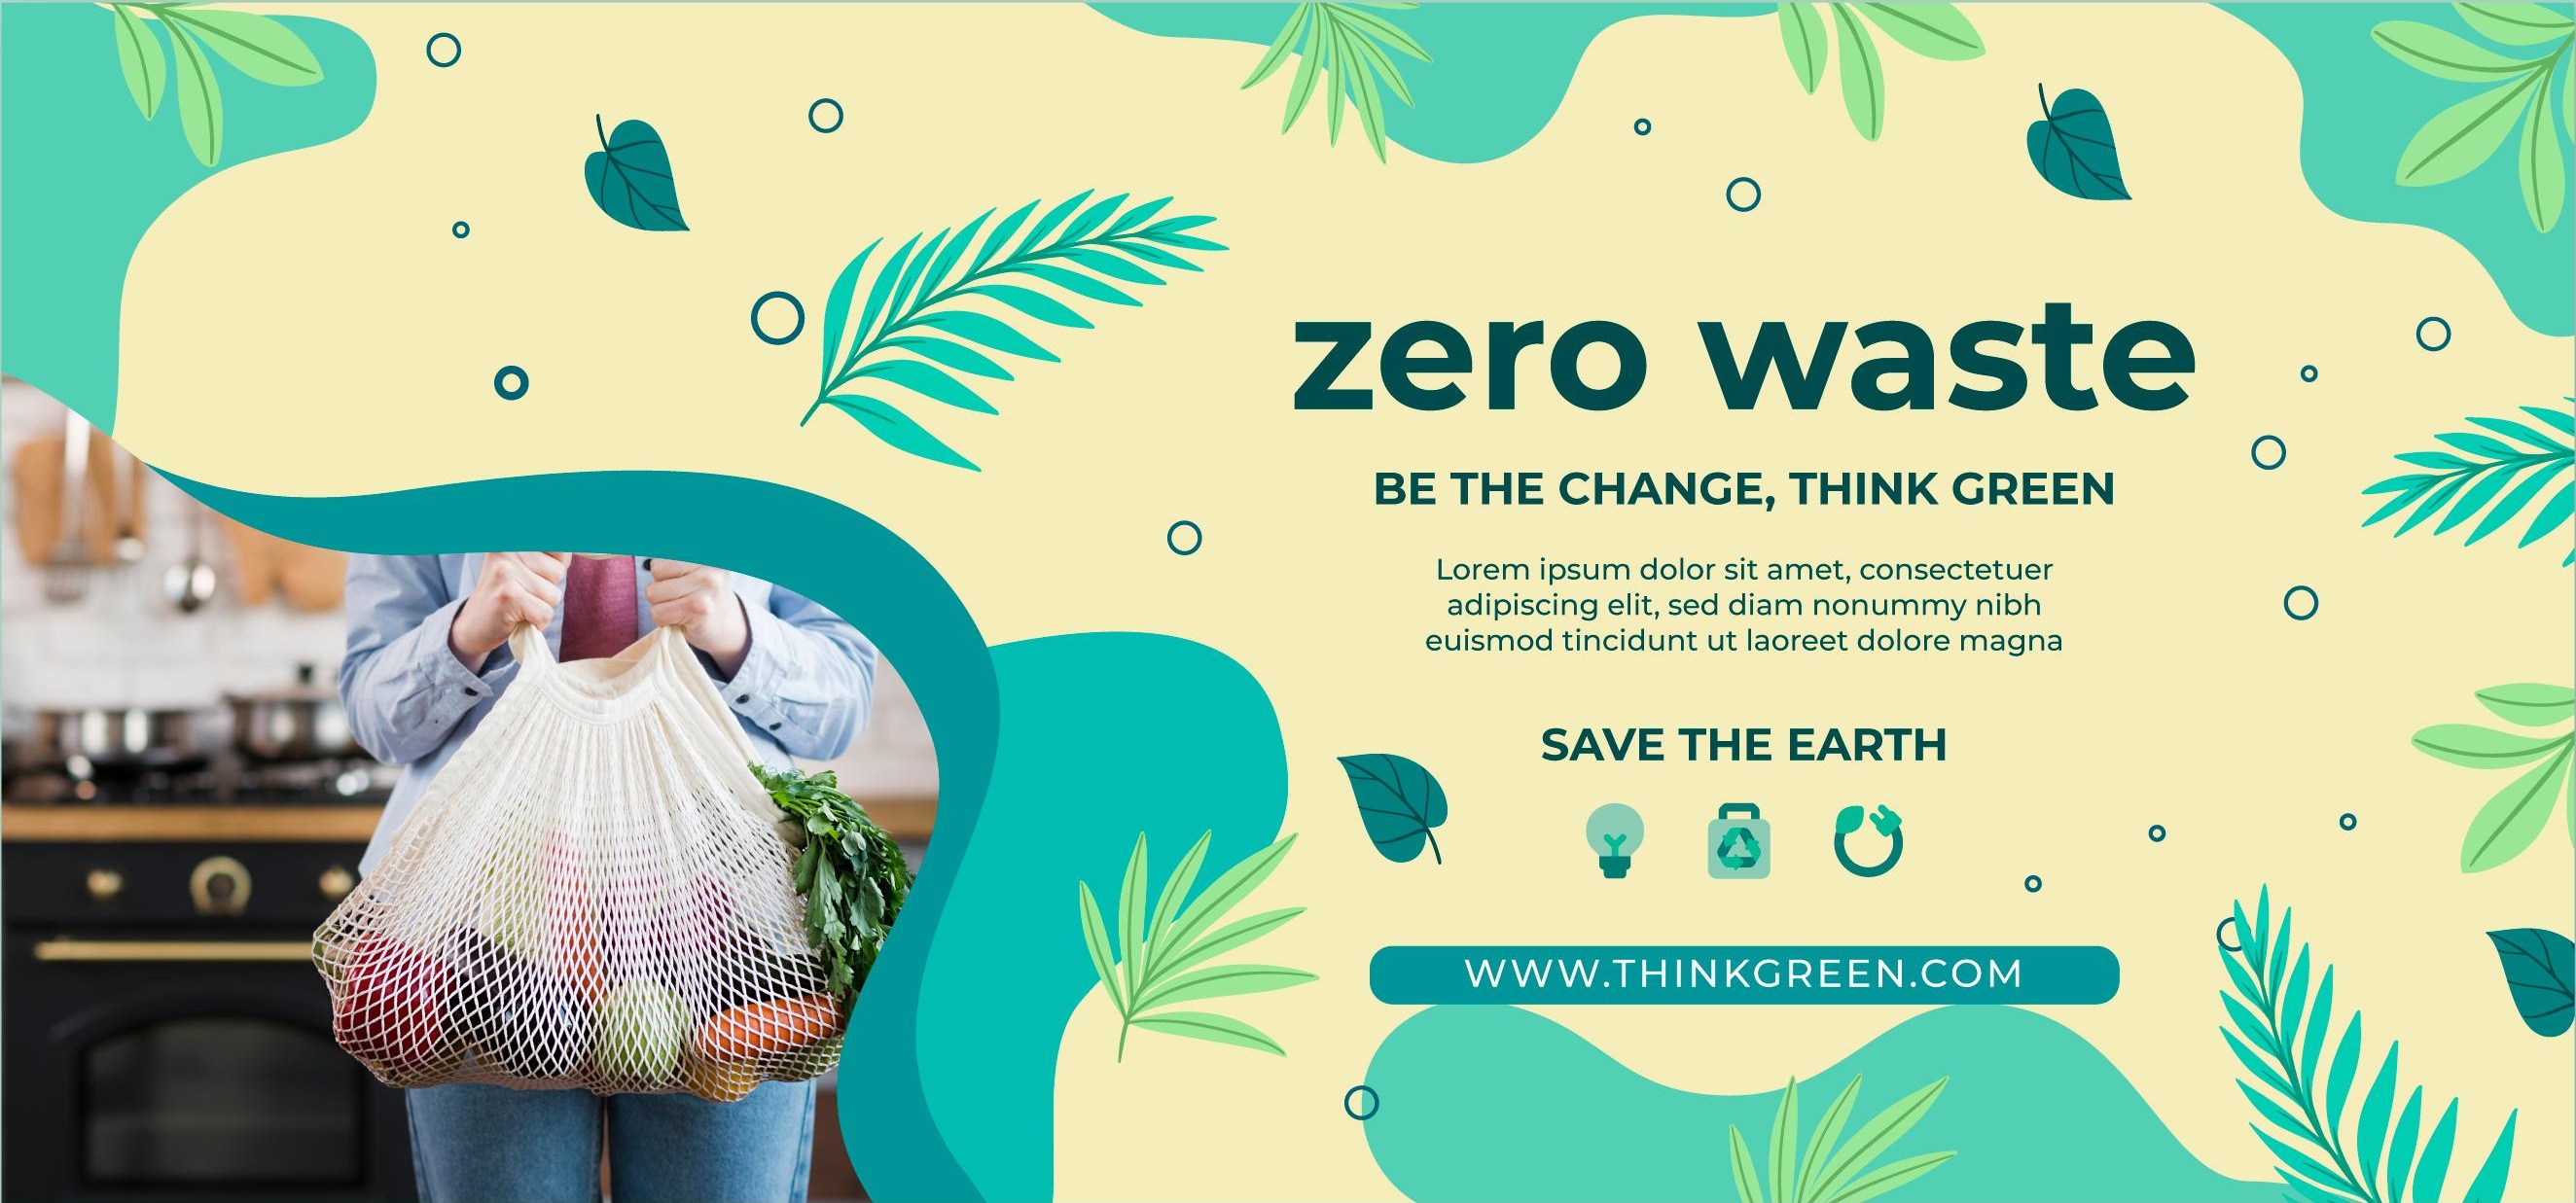 zero waste
BE THE CHANGE, THINK GREEN
Lorem ipsum dolor sit amet, consectetuer
adipiscing elit, sed diam nonummy nibh
euismod tincidunt ut laoreet dolore magna
SAVE THE EARTH
WWW.THINKGREEN.COM